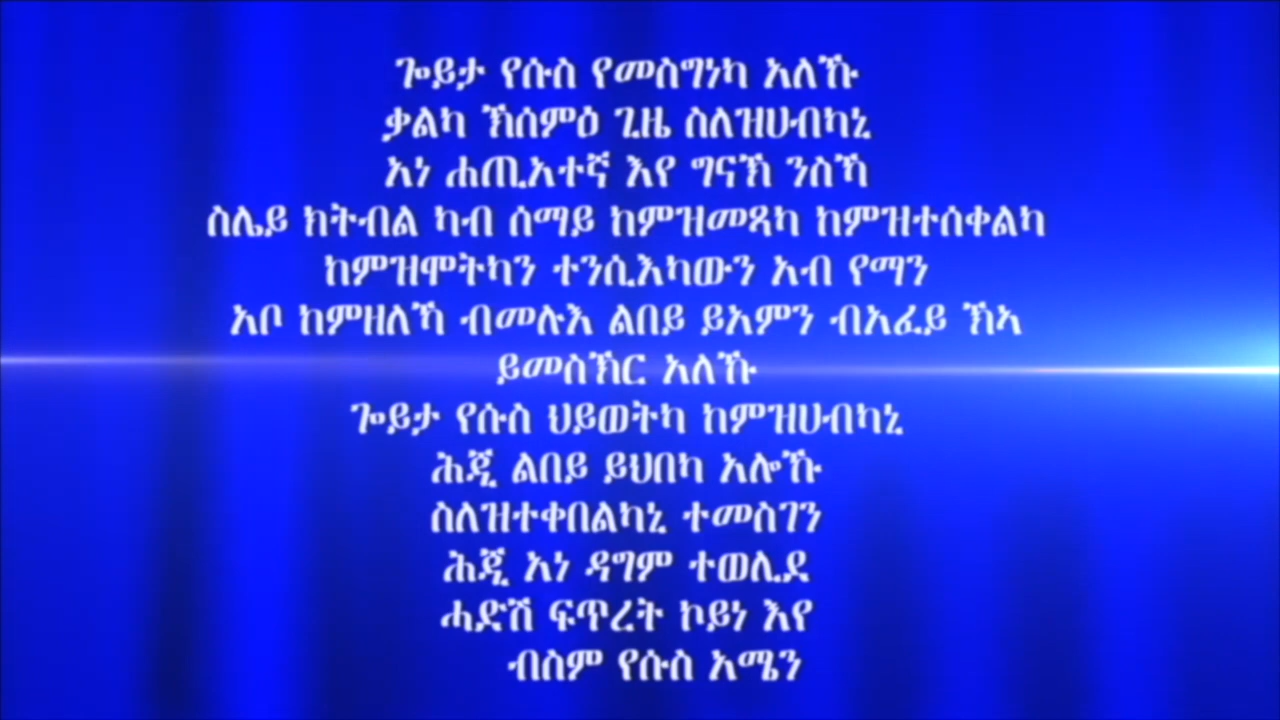 ጐይታ የሱስ የመስግነካ አለኹ
ቃልካ ኽሰምዕ ጊዜ ስለዝሀብካኒ
አነ ሐጢአተኛ እየ ግናኽ ንስኻ
ስሌይ ክትብል ካብ ሰማይ ከምዝመጻካ ከምዝተሰቀልካ
ከምዝሞትካን ተንሲእካውን አብ የማን
አቦ ከምዘለኻ ብመሉእ ልበይ ይአምን ብአፈይ ኽኣ
ይመስኽር አለኹ
ጐይታ የሱስ ህይወትካ ከምዝሀብካኒ
ሕጂ ልበይ ይህበካ አሎኹ
ስለዝተቀበልካኒ ተመስገን
ሕጂ አነ ዳግም ተወሊደ
ሓድሽ ፍጥረት ኮይነ እየ
ብስም የሱስ አሜን